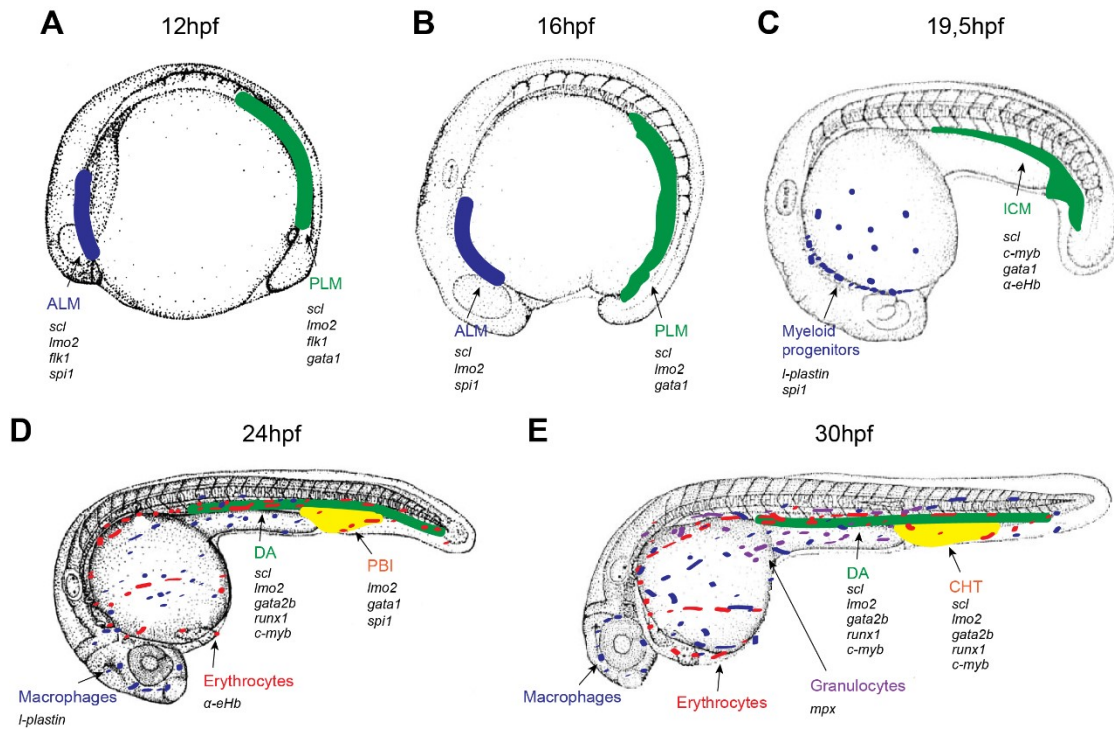 A
12hpf
ALM
scl
lmo2
flk1
spi1
PLM
scl
lmo2
flk1
gata1
B
16hpf
ALM
scl
lmo2
spi1
PLM
scl
lmo2
gata1
C
19,5hpf
ICM
scl
c-myb
gata1
α-eHb
Myeloid
progenitors
l-plastin
spi1
D
24hpf
DA
scl
lmo2
gata2b
runx1
c-myb
PBI
lmo2
gata1
spi1
Macrophages
l-plastin
Erythrocytes
α-eHb
E
30hpf
DA
scl
lmo2
gata2b
runx1
c-myb
CHT
scl
lmo2
gata2b
runx1
c-myb
Macrophages
Erythrocytes
Granulocytes
mpx